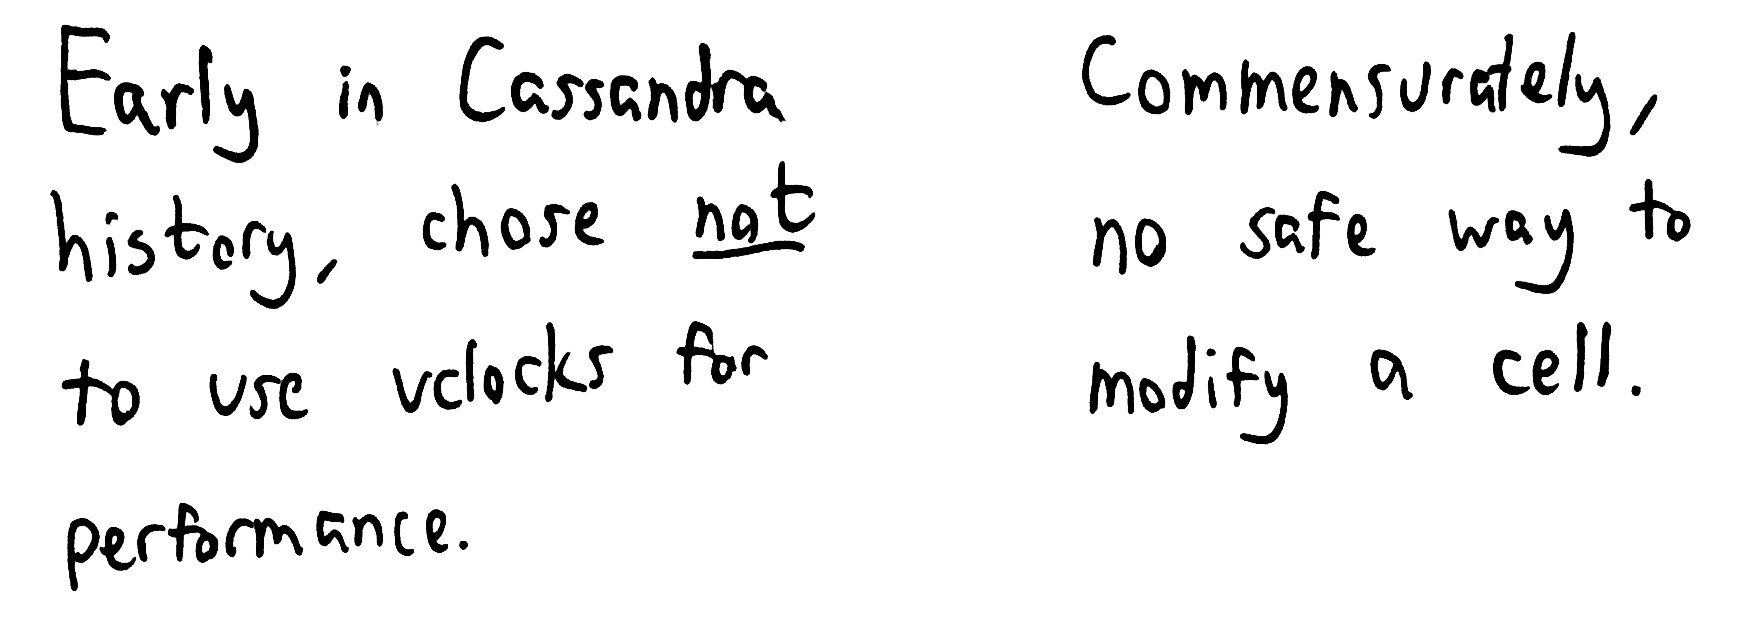 Early in Cassandra
history, chose not
to use vclocks for
performance.
Commensurately,
no safe way to
modify a cell.